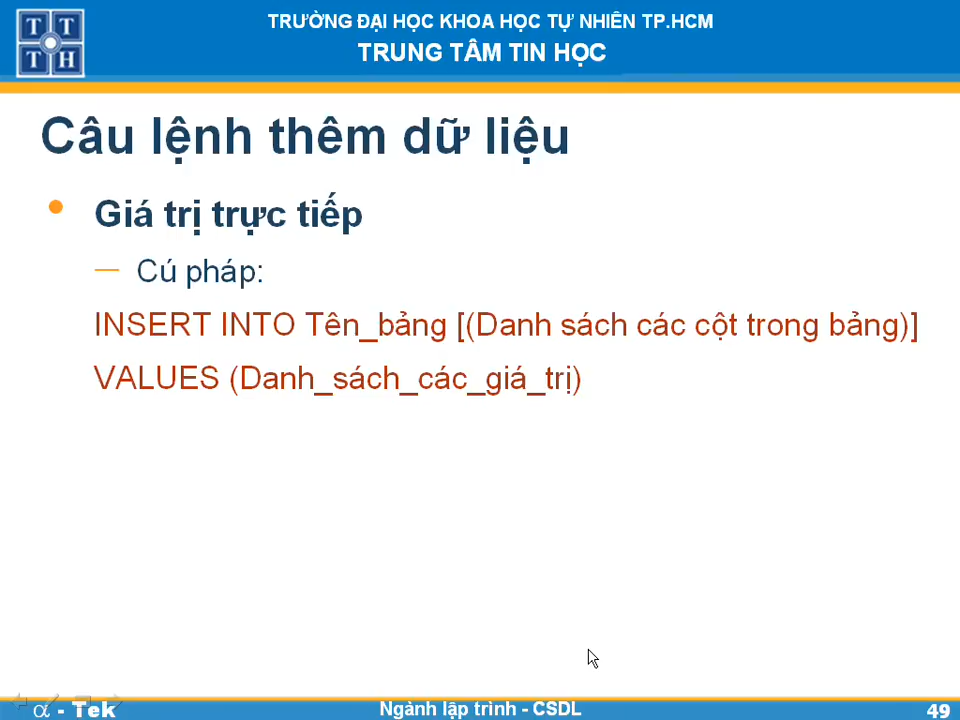 T T
T H
TRƯỜNG ĐẠI HỌC KHOA HỌC TỰ NHIÊN TP.HCM
TRUNG TÂM TIN HỌC
Câu lệnh thêm dữ liệu
• Giá trị trực tiếp
– Cú pháp:
INSERT INTO Tên_bảng [(Danh sách các cột trong bảng)]
VALUES (Danh_sách_các_giá_trị)
α - Tek
Ngành lập trình - CSDL
49